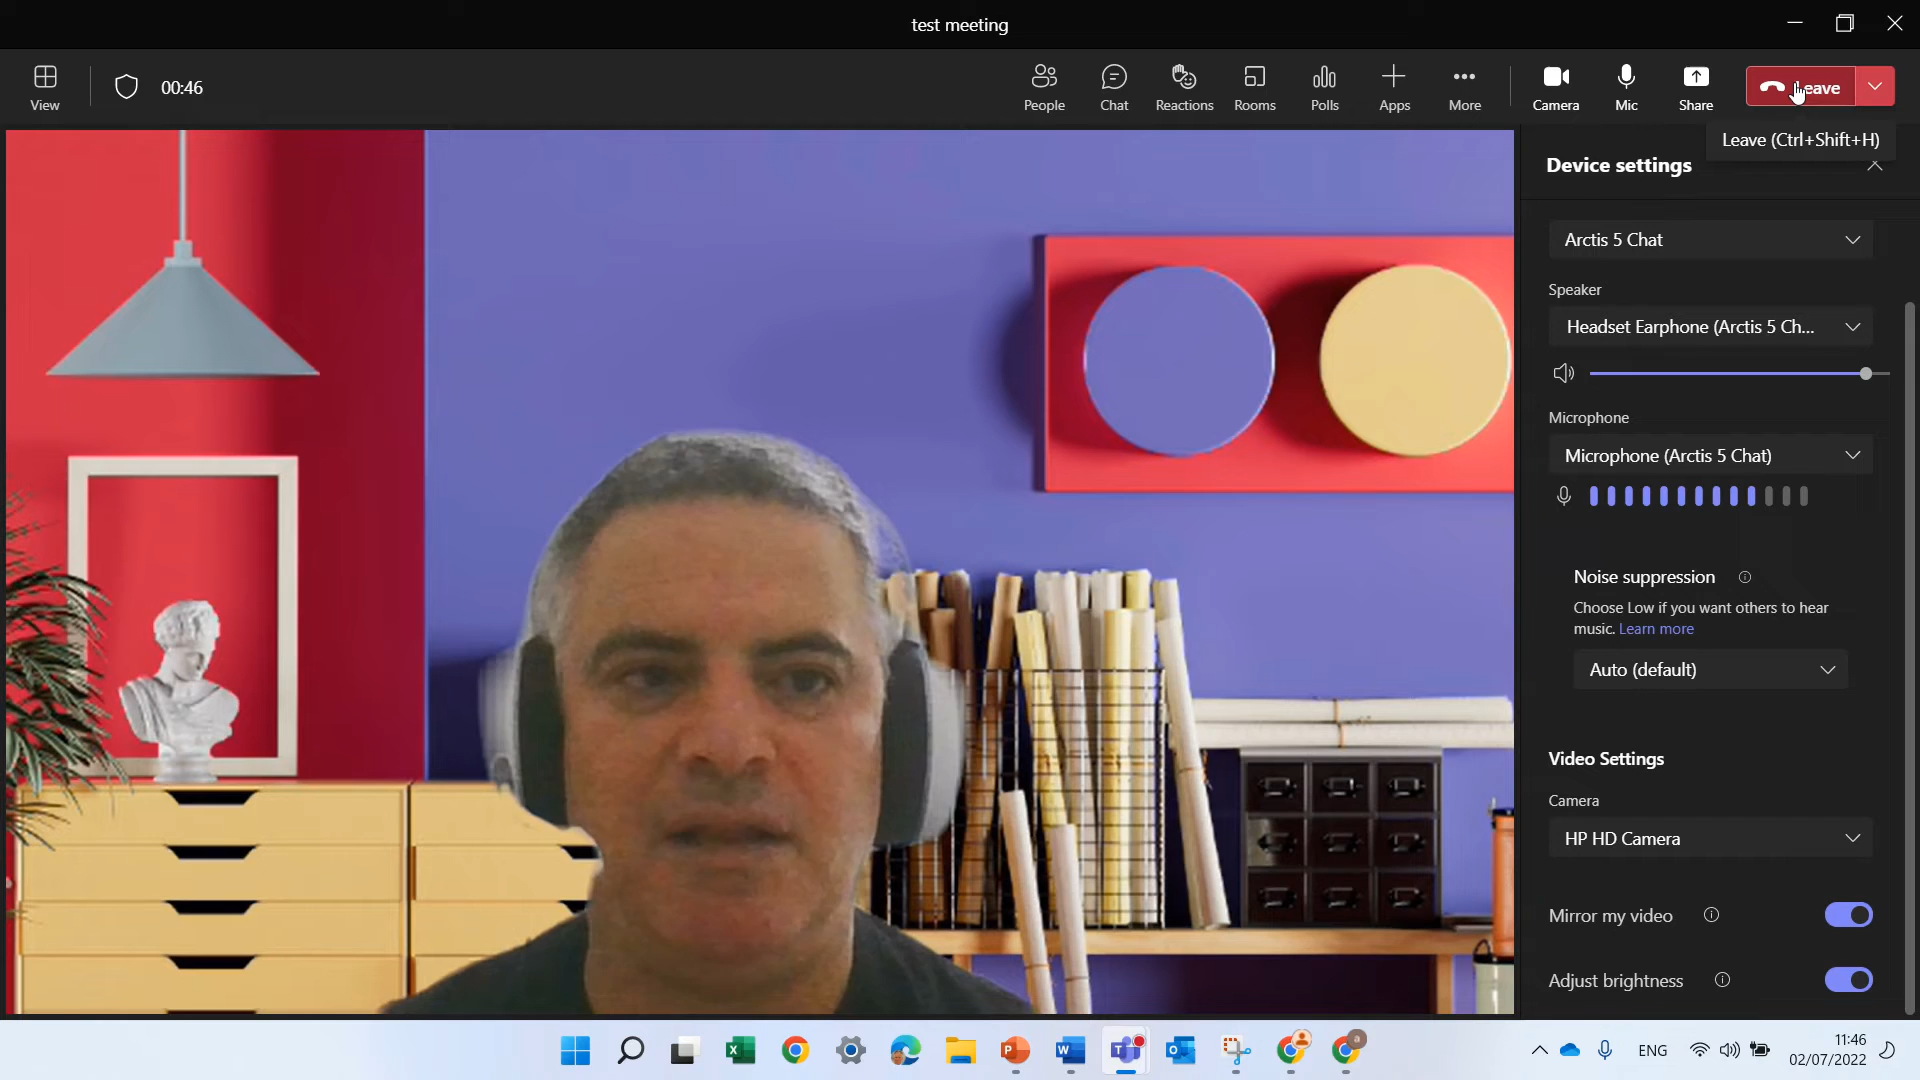 test meeting
View
00:46
People
Chat
Reactions
Rooms
Polls
Apps
More
Camera
Mic
Share
Leave (Ctrl+Shift+H)
Device settings
Arctis 5 Chat
Speaker
Headset Earphone (Arctis 5 Ch...
Microphone
Microphone (Arctis 5 Chat)
Noise suppression
Choose Low if you want others to hear
music. Learn more
Auto (default)
Video Settings
Camera
HP HD Camera
Mirror my video
Adjust brightness
ENG
11:46
02/07/2022